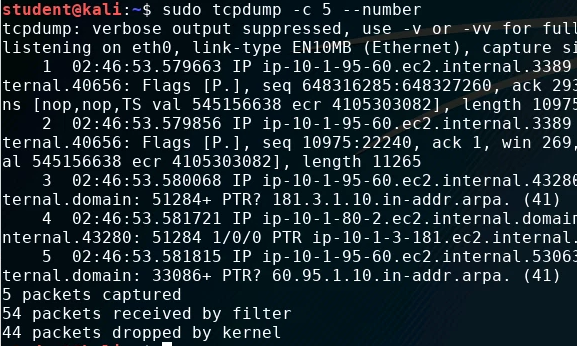 student@kali:~$ sudo tcpdump -c 5 --number
tcpdump: verbose output suppressed, use -v or -vv for full
listening on eth0, link-type EN10MB (Ethernet), capture si
1 02:46:53.579663 IP ip-10-1-95-60.ec2.internal.3389
ternal.40656: Flags [P.], seq 648316285:648327260, ack 293
ns [nop,nop,TS val 545156638 ecr 4105303082], length 10975
2 02:46:53.579856 IP ip-10-1-95-60.ec2.internal.3389
ternal.40656: Flags [P.], seq 10975:22240, ack 1, win 269,
al 545156638 ecr 4105303082], length 11265
3 02:46:53.580068 IP ip-10-1-95-60.ec2.internal.43280
ternal.domain: 51284+ PTR? 181.3.1.10.in-addr.arpa. (41)
4 02:46:53.581721 IP ip-10-1-80-2.ec2.internal.domain
nternal.43280: 51284 1/0/0 PTR ip-10-1-3-181.ec2.internal.
5 02:46:53.581815 IP ip-10-1-95-60.ec2.internal.53063
ternal.domain: 33086+ PTR? 60.95.1.10.in-addr.arpa. (41)
5 packets captured
54 packets received by filter
44 packets dropped by kernel